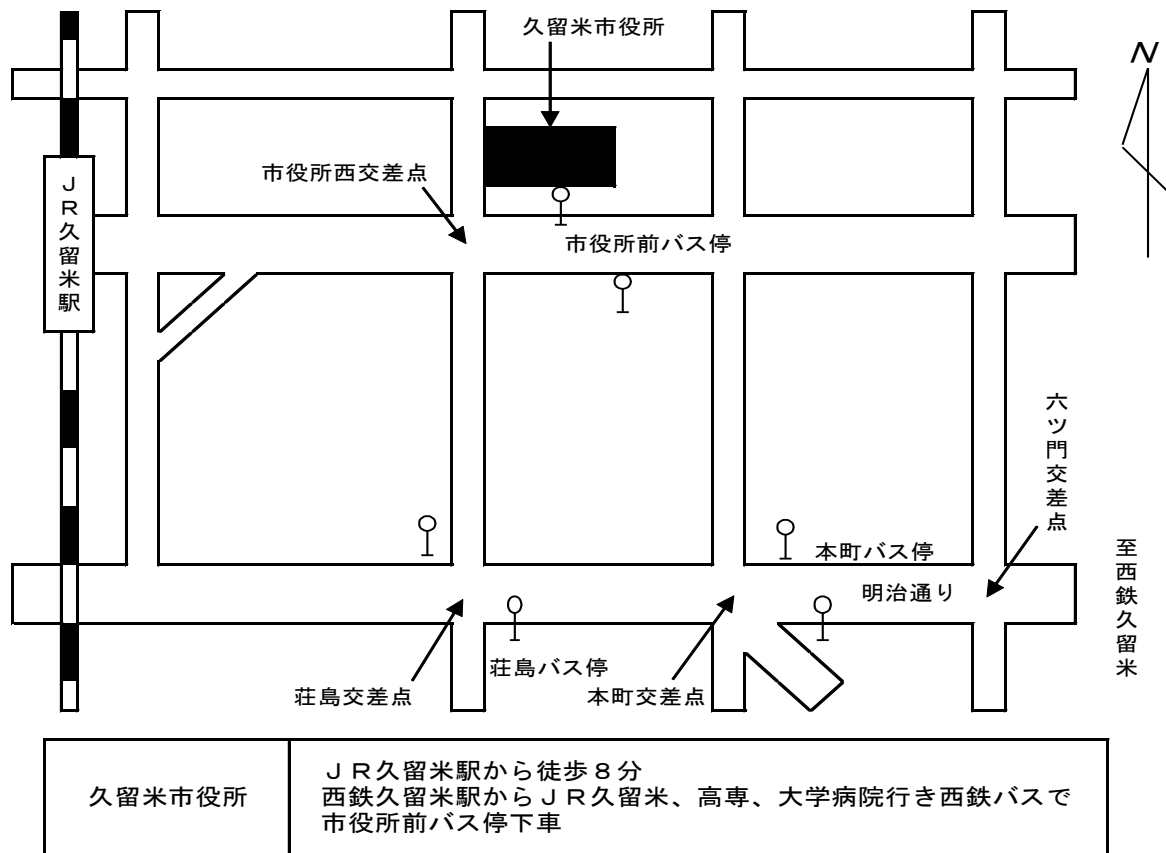 久留米市役所
N
市役所西交差点
ＪＲ久留米駅
市役所前バス停
六ツ門交差点
本町バス停
明治通り
至西鉄久留米
荘島バス停
荘島交差点
本町交差点
久留米市役所
ＪＲ久留米駅から徒歩８分
西鉄久留米駅からＪＲ久留米、高専、大学病院行き西鉄バスで
市役所前バス停下車